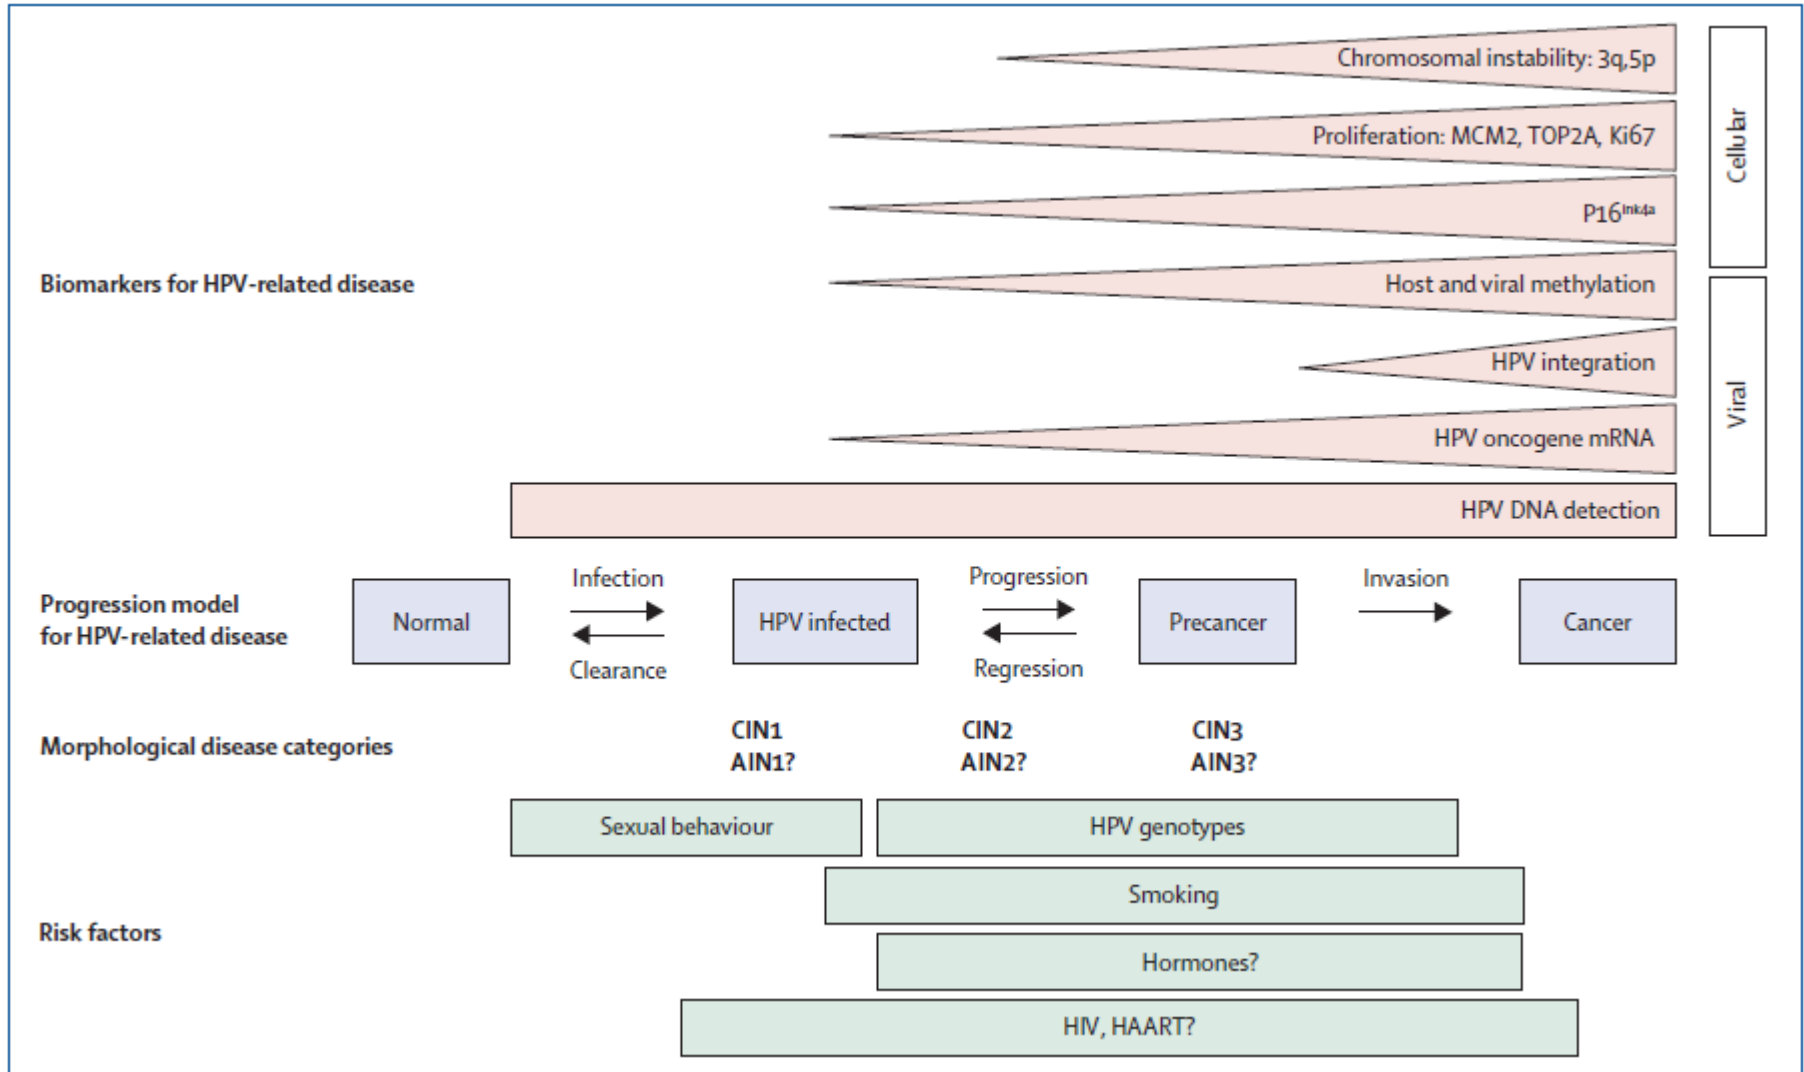 Chromosomal instability: 3q,5p
Proliferation: MCM2, TOP2A, Ki67
P16ᴵⁿᵏ⁴ᵃ
Cellular
Biomarkers for HPV-related disease
Host and viral methylation
HPV integration
HPV oncogene mRNA
HPV DNA detection
Viral
Progression model
for HPV-related disease
Normal
Infection
Clearance
HPV infected
Progression
Regression
Precancer
Invasion
Cancer
Morphological disease categories
CIN1
AIN1?
CIN2
AIN2?
CIN3
AIN3?
Risk factors
Sexual behaviour
HPV genotypes
Smoking
Hormones?
HIV, HAART?